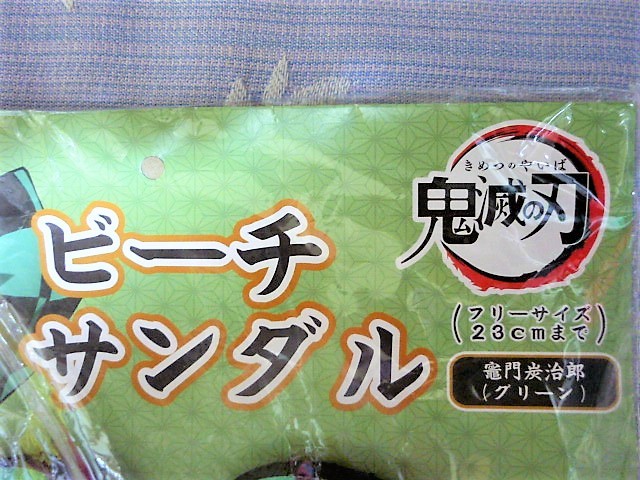 ビーチ
サンダル
きめつのやいば
鬼滅の刃
(フリーサイズ
23cmまで)
竈門炭治郎
(グリーン)